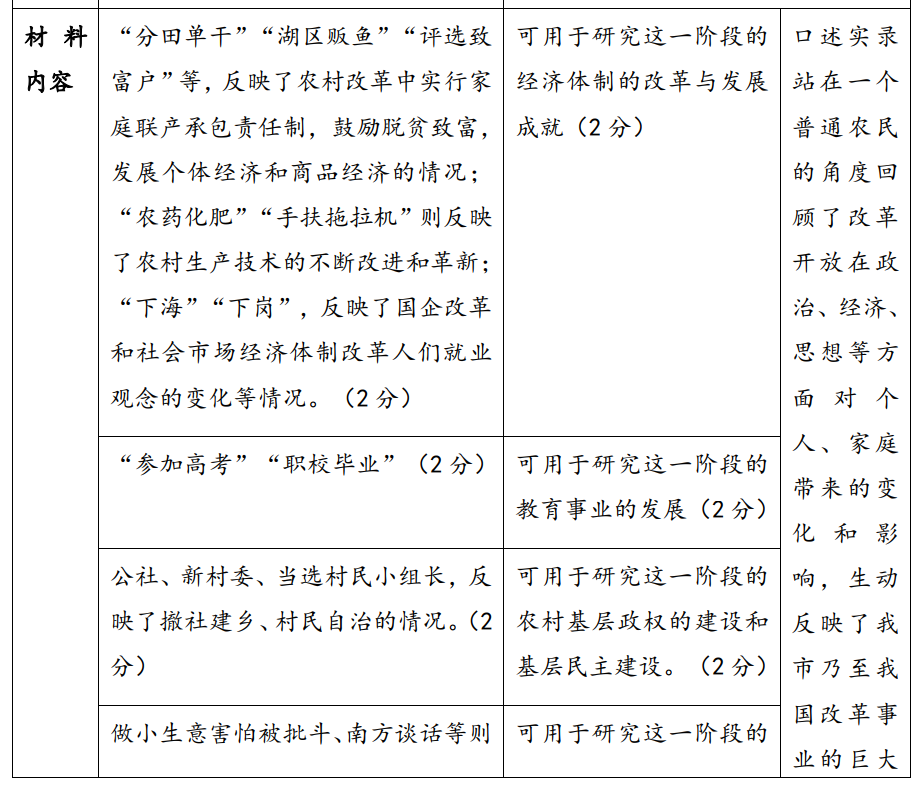 材料
内容
“分田单干”“湖区贩鱼”“评选致
富户”等，反映了农村改革中实行家
庭联产承包责任制，鼓励脱贫致富，
发展个体经济和商品经济的情况；
“农药化肥”“手扶拖拉机”则反映
了农村生产技术的不断改进和革新；
“下海”“下岗”，反映了国企改革
和社会市场经济体制改革人们就业
观念的变化等情况。（2分）
可用于研究这一阶段的
经济体制的改革与发展
成就（2分）
“参加高考”“职校毕业”（2分）
可用于研究这一阶段的
教育事业的发展（2分）
公社、新村委、当选村民小组长，反
映了撤社建乡、村民自治的情况。（2
分）
可用于研究这一阶段的
农村基层政权的建设和
基层民主建设。（2分）
做小生意害怕被批斗、南方谈话等则
可用于研究这一阶段的
口述实录
站在一个
普通农民
的角度回
顾了改革
开放在政
治、经济、
思想等方
面对个
人、家庭
带来的变
化和影
响，生动
反映了我
市乃至我
国改革事
业的巨大